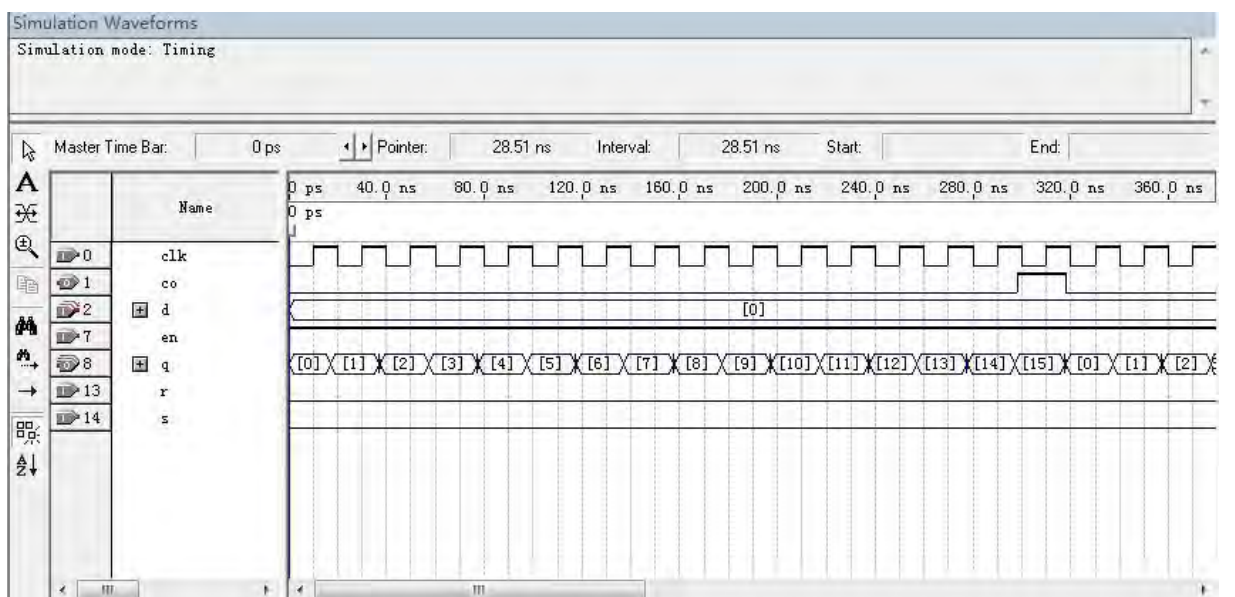 Simulation Waveforms
Simulation mode: Timing
Master Time Bar: 0 ps Pointer: 28.51 ns Interval: 28.51 ns Start: End:
Name
0 ps 40.0 ns 80.0 ns 120.0 ns 160.0 ns 200.0 ns 240.0 ns 280.0 ns 320.0 ns 360.0 ns
0 ps
0 clk
1 co
2 d [0]
7 en
8 q [0] [1] [2] [3] [4] [5] [6] [7] [8] [9] [10] [11] [12] [13] [14] [15] [0] [1] [2]
13 r
14 s